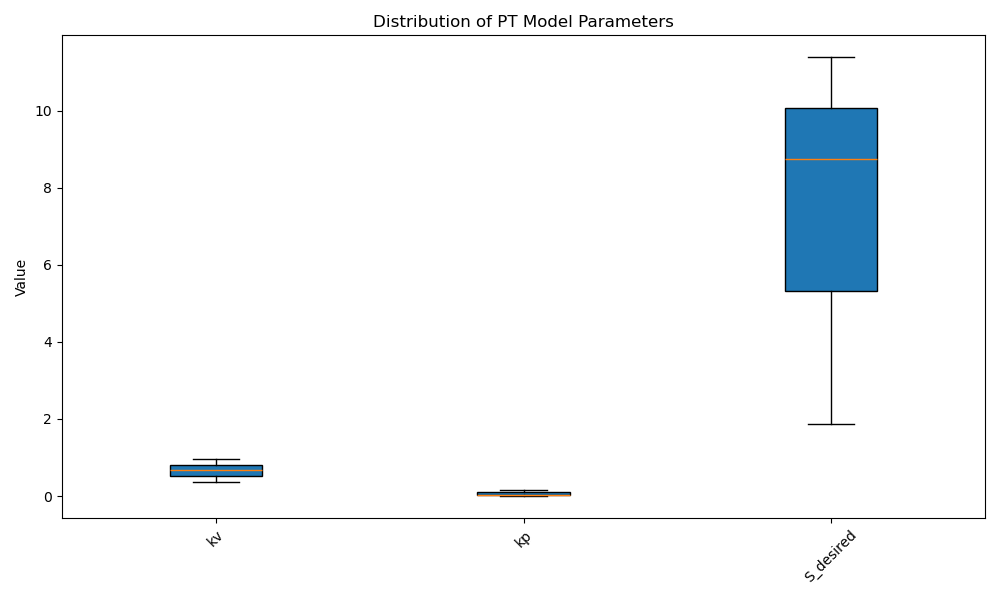 Distribution of PT Model Parameters
Value
10
8
6
4
2
0
kv
kp
S_desired